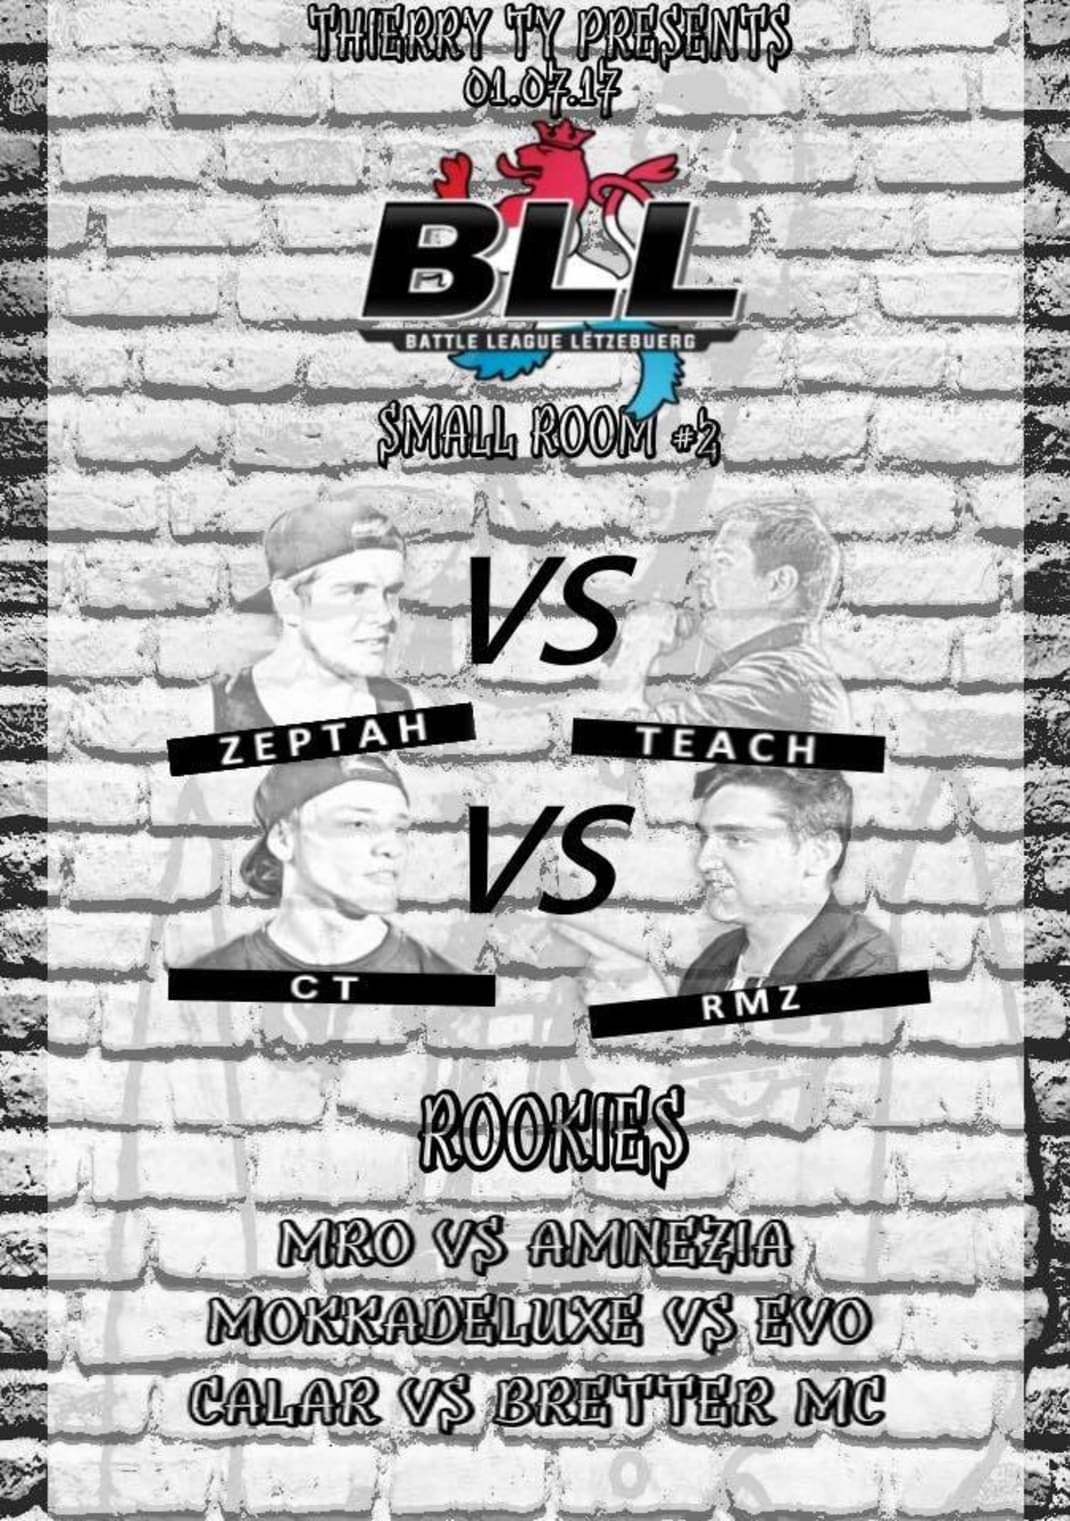 THIERRY TY PRESENTS
01.07.17
BLL
BATTLE LEAGUE LËTZEBUERG
SMALL ROOM #2
VS
ZEPTAH
TEACH
VS
CT
RMZ
ROOKIES
MRO VS AMNEZIA
MOKKADELUXE VS EVO
CALAR VS BRETTER MC